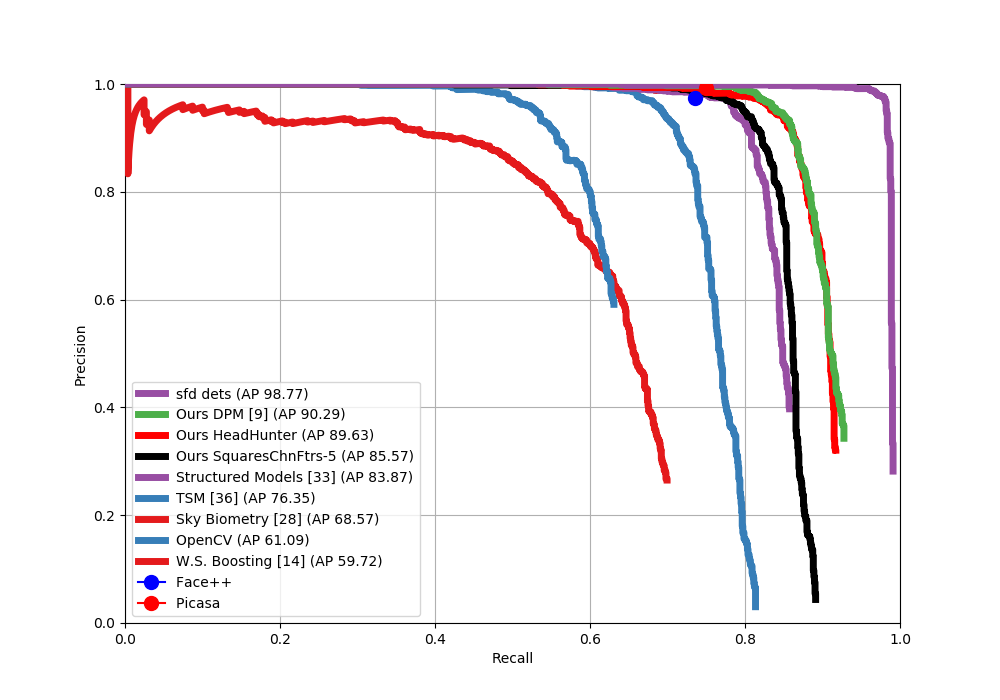 1.0
0.8
0.6
0.4
0.2
0.0
Precision
sfd dets (AP 98.77)
Ours DPM [9] (AP 90.29)
Ours HeadHunter (AP 89.63)
Ours SquaresChnFtrs-5 (AP 85.57)
Structured Models [33] (AP 83.87)
TSM [36] (AP 76.35)
Sky Biometry [28] (AP 68.57)
OpenCV (AP 61.09)
W.S. Boosting [14] (AP 59.72)
Face++
Picasa
0.0 0.2 0.4 0.6 0.8 1.0
Recall